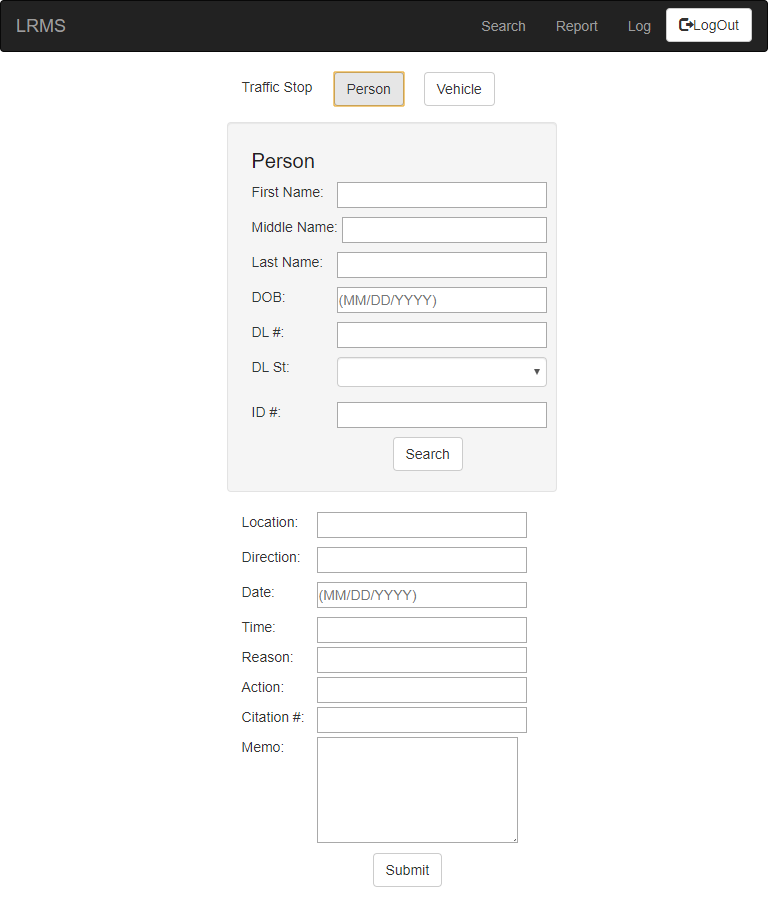 LRMS Search Report Log LogOut
Traffic Stop Person Vehicle
Person
First Name:
Middle Name:
Last Name:
DOB: (MM/DD/YYYY)
DL #:
DL St:
ID #:
Search
Location:
Direction:
Date: (MM/DD/YYYY)
Time:
Reason:
Action:
Citation #:
Memo:
Submit